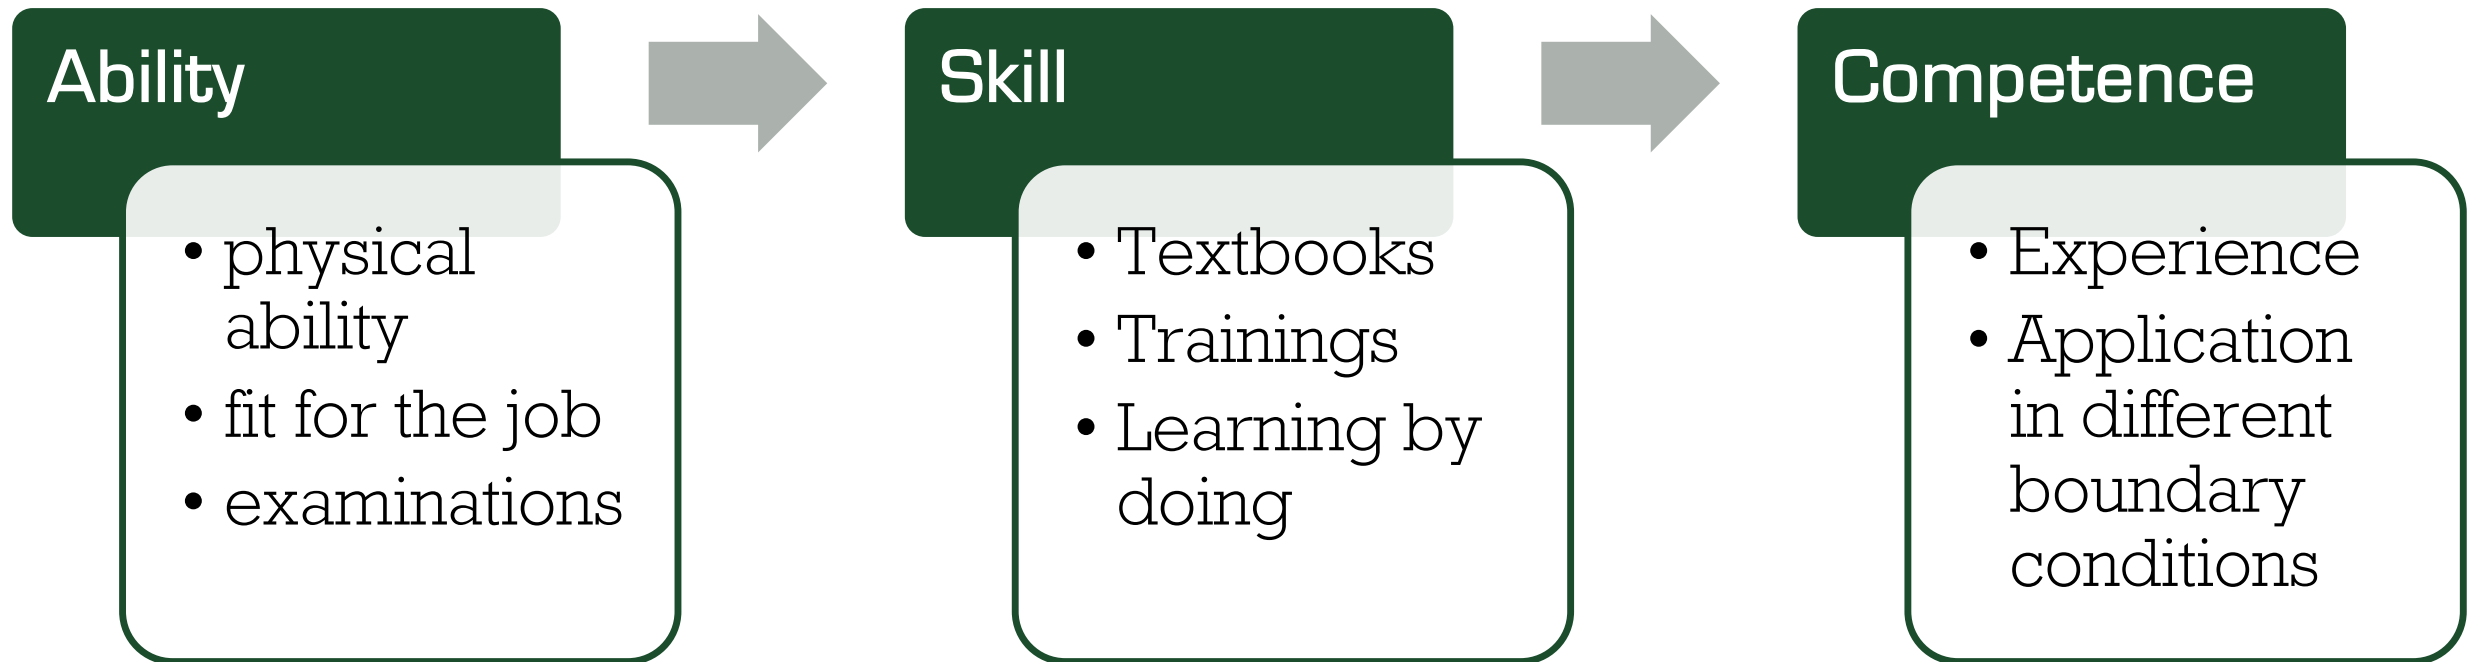 Ability
• physical
ability
• fit for the job
• examinations
Skill
• Textbooks
• Trainings
• Learning by
doing
Competence
• Experience
• Application
in different
boundary
conditions